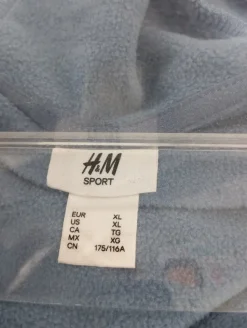 H&M
SPORT
EUR XL
US XL
CA TG
MX XG
CN 175/116A